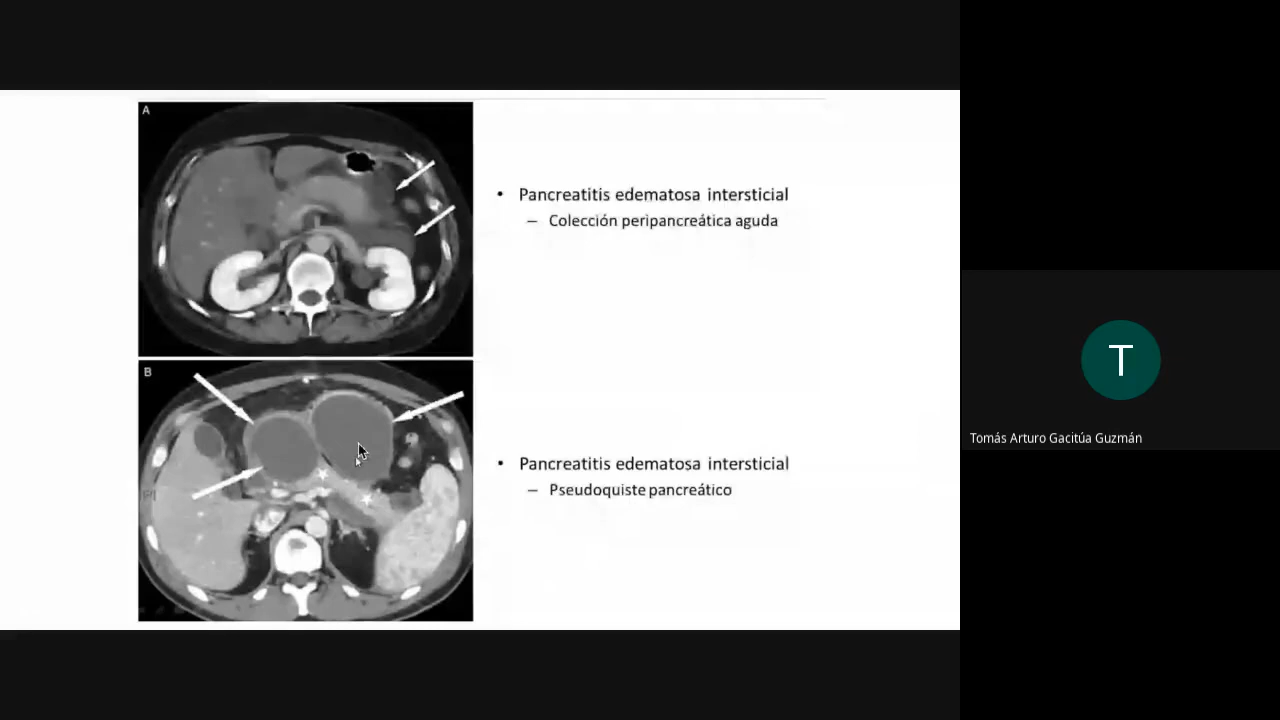 A
• Pancreatitis edematosa intersticial
– Colección peripancreática aguda
B
• Pancreatitis edematosa intersticial
– Pseudoquiste pancreático
T
Tomás Arturo Gacitúa Guzmán